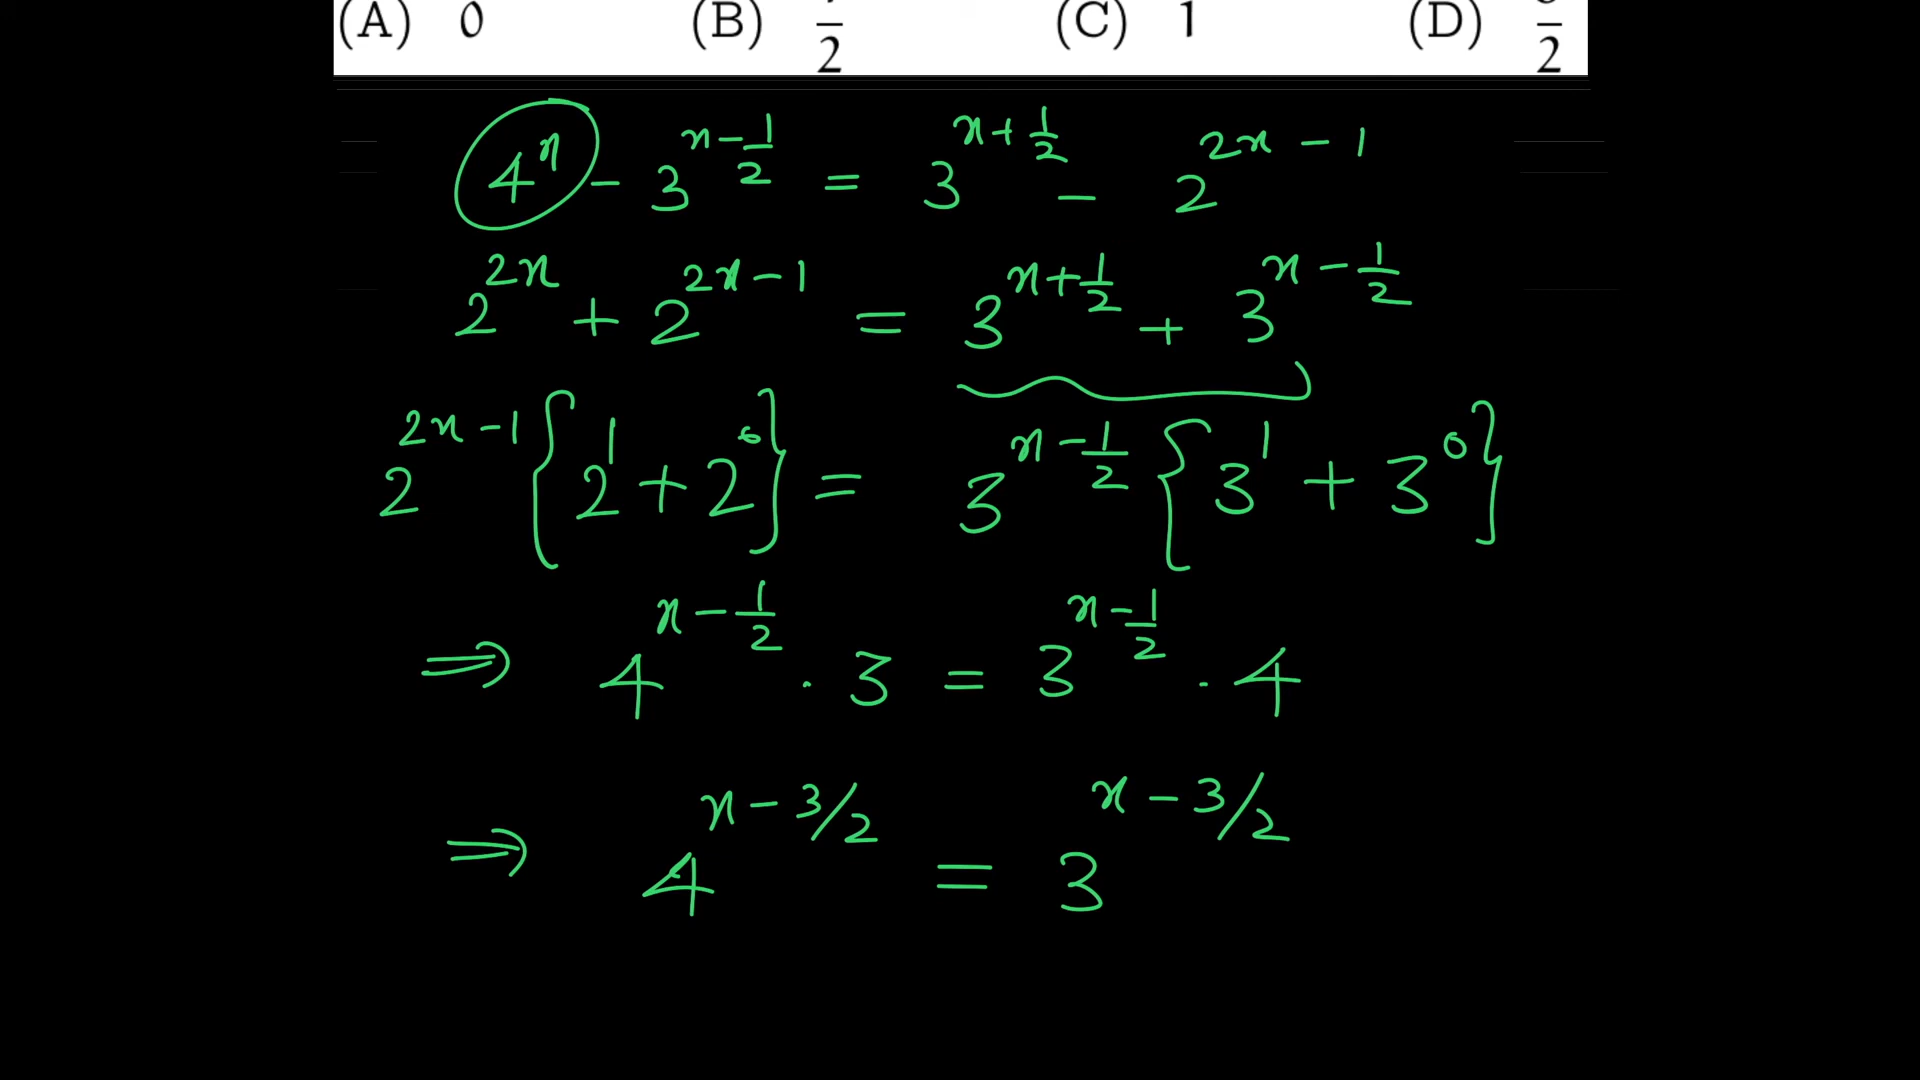 (A) 0 (B) /2 (C) 1 (D) /2
4^x - 3^{x-1/2} = 3^{x+1/2} - 2^{2x-1}
2^{2x} + 2^{2x-1} = 3^{x+1/2} + 3^{x-1/2}
2^{2x-1}{2^1 + 2^0} = 3^{x-1/2}{3^1 + 3^0}
⇒ 4^{x-1/2} · 3 = 3^{x-1/2} · 4
⇒ 4^{x-3/2} = 3^{x-3/2}